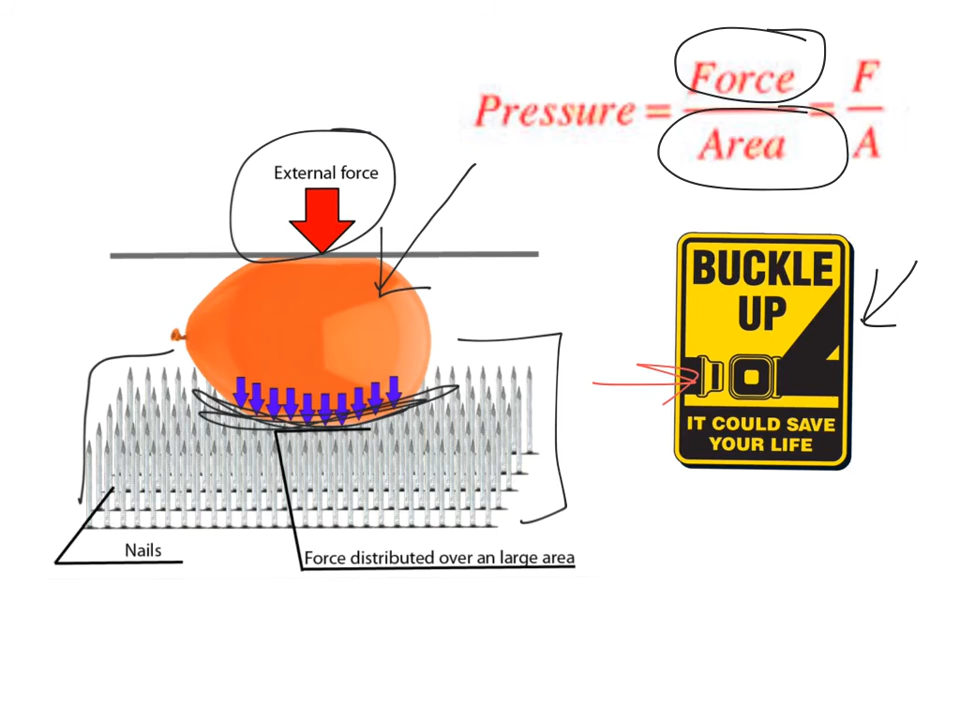 Pressure = Force / Area = F / A
External force
BUCKLE
UP
IT COULD SAVE
YOUR LIFE
Nails
Force distributed over an large area